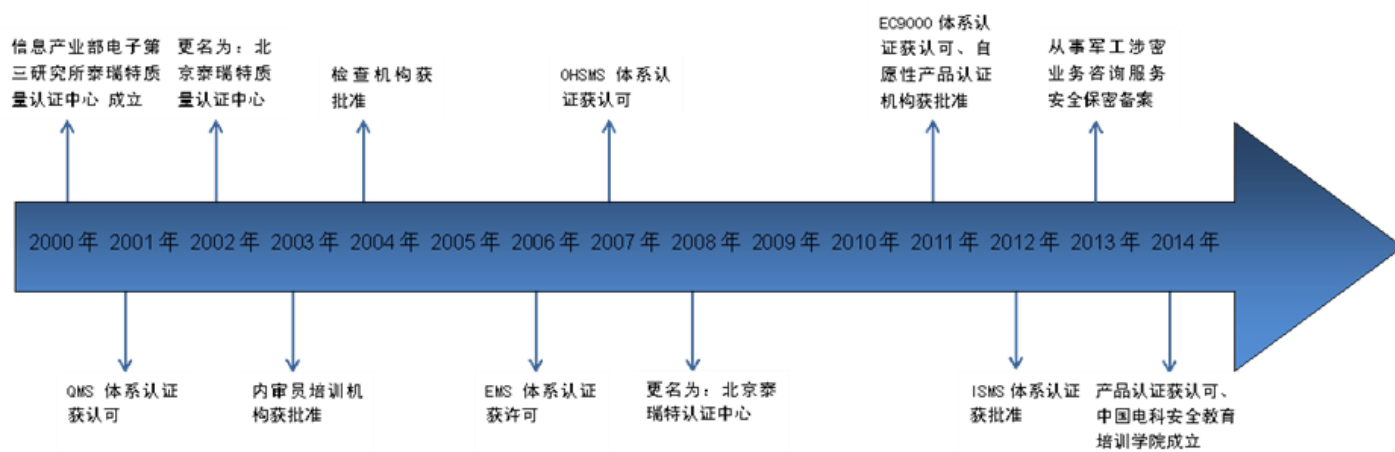 信息产业部电子第
三研究所泰瑞特质
量认证中心 成立
更名为：北
京泰瑞特质
量认证中心
检查机构获
批准
OHSMS 体系认
证获认可
EC9000 体系认
证获认可、自
愿性产品认证
机构获批准
从事军工涉密
业务咨询服务
安全保密备案
2000年 2001年 2002年 2003年 2004年 2005年 2006年 2007年 2008年 2009年 2010年 2011年 2012年 2013年 2014年
QMS 体系认证
获认可
内审员培训机
构获批准
EMS 体系认证
获许可
更名为：北京泰
瑞特认证中心
ISMS 体系认证
获批准
产品认证获认可、
中国电科安全教育
培训学院成立